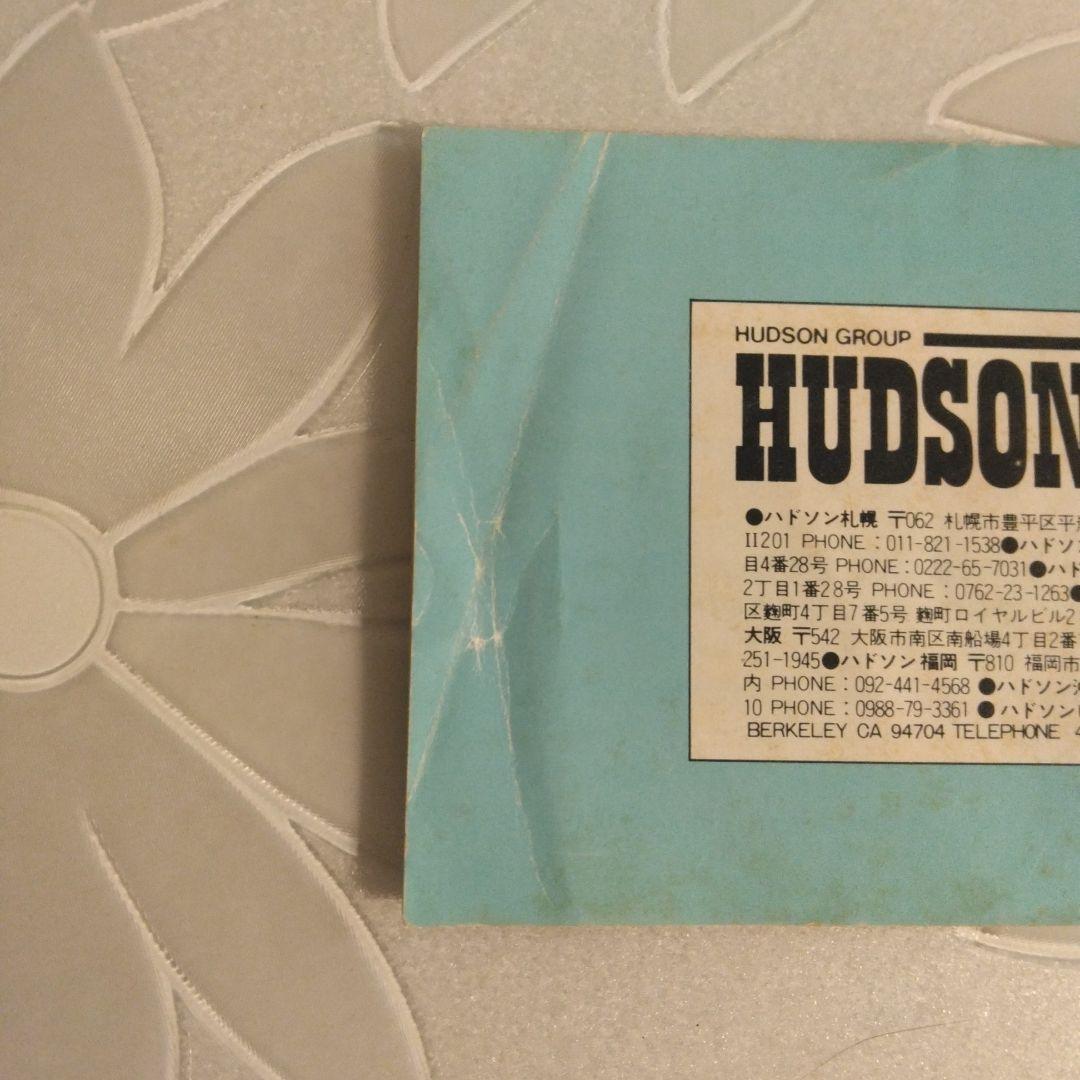 HUDSON GROUP
HUDSON
●ハドソン札幌 〒062 札幌市豊平区平
II201 PHONE:011-821-1538●ハドソ
目4番28号 PHONE:0222-65-7031●ハド
2丁目1番28号 PHONE:0762-23-1263●
区麹町4丁目7番5号 麹町ロイヤルビル2
大阪 〒542 大阪市南区南船場4丁目2番
251-1945●ハドソン福岡 〒810 福岡市
内 PHONE:092-441-4568 ●ハドソン
10 PHONE:0988-79-3361 ●ハドソン
BERKELEY CA 94704 TELEPHONE 4